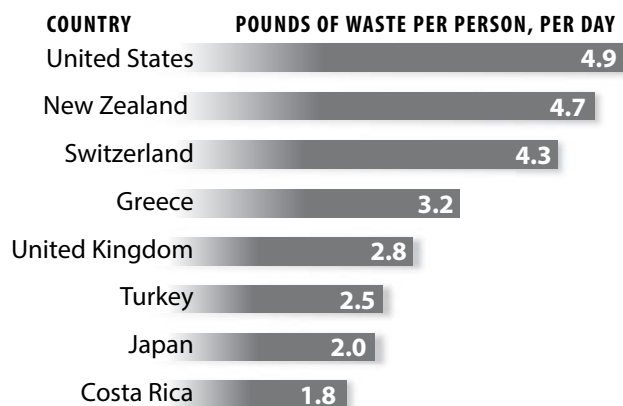 COUNTRY POUNDS OF WASTE PER PERSON, PER DAY
United States 4.9
New Zealand 4.7
Switzerland 4.3
Greece 3.2
United Kingdom 2.8
Turkey 2.5
Japan 2.0
Costa Rica 1.8